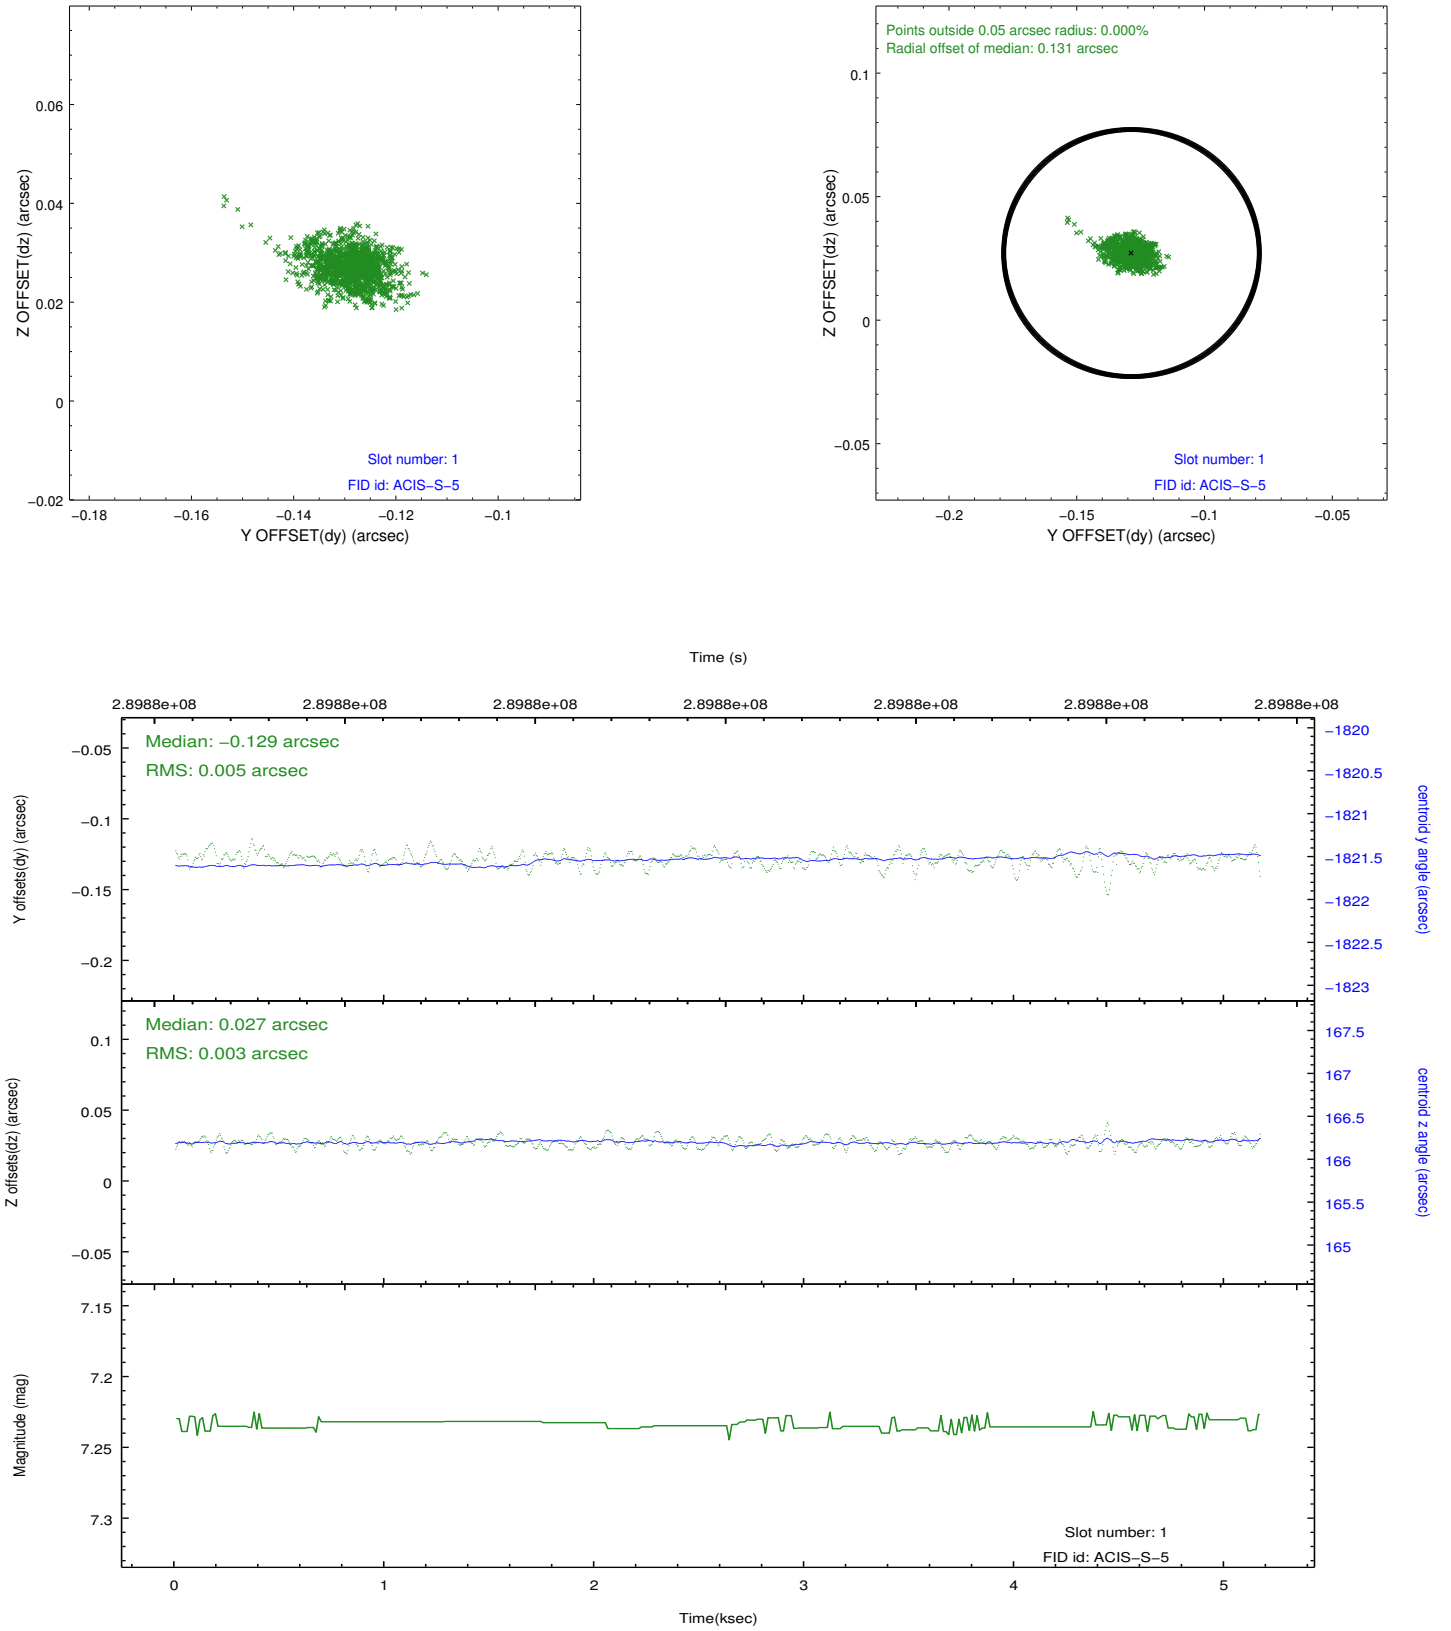 0.06
0.04
0.02
0
−0.02
Z OFFSET(dz) (arcsec)
Slot number: 1
FID id: ACIS−S−5
−0.18 −0.16 −0.14 −0.12 −0.1
Y OFFSET(dy) (arcsec)
Points outside 0.05 arcsec radius: 0.000%
Radial offset of median: 0.131 arcsec
0.1
0.05
0
−0.05
Z OFFSET(dz) (arcsec)
Slot number: 1
FID id: ACIS−S−5
−0.2 −0.15 −0.1 −0.05
Y OFFSET(dy) (arcsec)
Time (s)
2.8988e+08 2.8988e+08 2.8988e+08 2.8988e+08 2.8988e+08 2.8988e+08 2.8988e+08
Median: −0.129 arcsec
RMS: 0.005 arcsec
−0.05
−0.1
−0.15
−0.2
Y offsets(dy) (arcsec)
−1820
−1820.5
−1821
−1821.5
−1822
−1822.5
−1823
centroid y angle (arcsec)
Median: 0.027 arcsec
RMS: 0.003 arcsec
0.1
0.05
0
−0.05
Z offsets(dz) (arcsec)
167.5
167
166.5
166
165.5
165
centroid z angle (arcsec)
7.15
7.2
7.25
7.3
Magnitude (mag)
Slot number: 1
FID id: ACIS−S−5
0 1 2 3 4 5
Time(ksec)